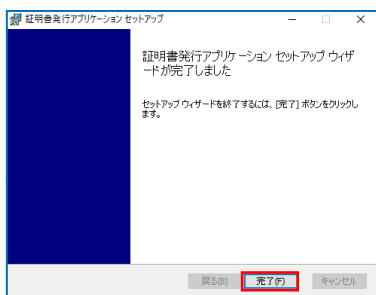 証明書発行アプリケーション セットアップ
証明書発行アプリケーション セットアップ ウィザ
ードが完了しました
セットアップ ウィザードを終了するには、[完了] ボタンをクリックし
ます。
戻る(B) 完了(F) キャンセル